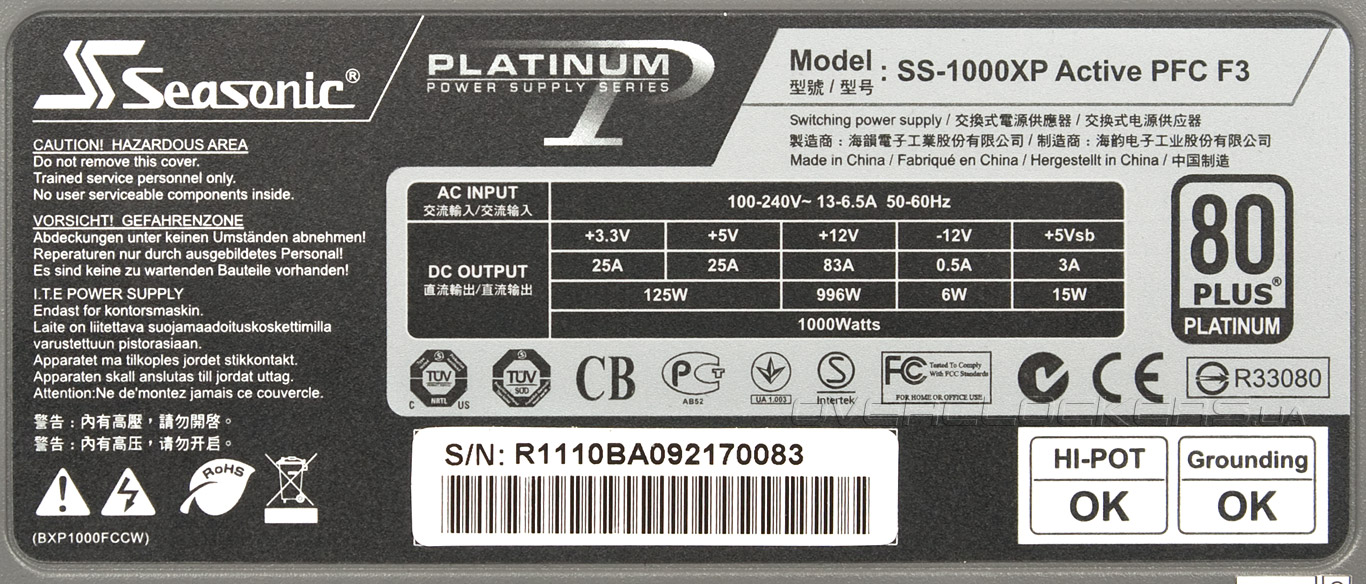 Seasonic®
PLATINUM
POWER SUPPLY SERIES
Model
型號 / 型号
: SS-1000XP Active PFC F3
Switching power supply / 交換式電源供應器 / 交換式电源供应器
製造商：海韻電子工業股份有限公司 / 制造商：海韵电子工业股份有限公司
Made in China / Fabriqué en China / Hergestellt in China / 中国制造
CAUTION! HAZARDOUS AREA
Do not remove this cover.
Trained service personnel only.
No user serviceable components inside.
VORSICHT! GEFAHRENZONE
Abdeckungen unter keinen Umständen abnehmen!
Reperaturen nur durch ausgebildetes Personal!
Es sind keine zu wartenden Bauteile vorhanden!
I.T.E POWER SUPPLY
Endast for kontorsmaskin.
Laite on liitettava suojamaadoituskoskettimilla
varustettuun pistorasiaan.
Apparatet ma tilkoples jordet stikkontakt.
Apparaten skall anslutas till jordat uttag.
Attention:Ne de'montez jamais ce couvercle.
警告：內有高壓，請勿開啓。
警告：内有高压，请勿开启。
RoHS
(BXP1000FCCW)
AC INPUT
交流輸入/交流输入
100-240V~ 13-6.5A 50-60Hz
DC OUTPUT
直流輸出/直流输出
+3.3V +5V +12V -12V +5Vsb
25A 25A 83A 0.5A 3A
125W 996W 6W 15W
1000Watts
80
PLUS®
PLATINUM
TÜV
NRTL
C US
TÜV
CB
PCT
AB52
UA 1.003
S
Intertek
FC Tested To Comply
With FCC Standards
FOR HOME OR OFFICE USE
CE
R33080
OVERCLOCKERS.UA
S/N: R1110BA092170083
HI-POT
OK
Grounding
OK